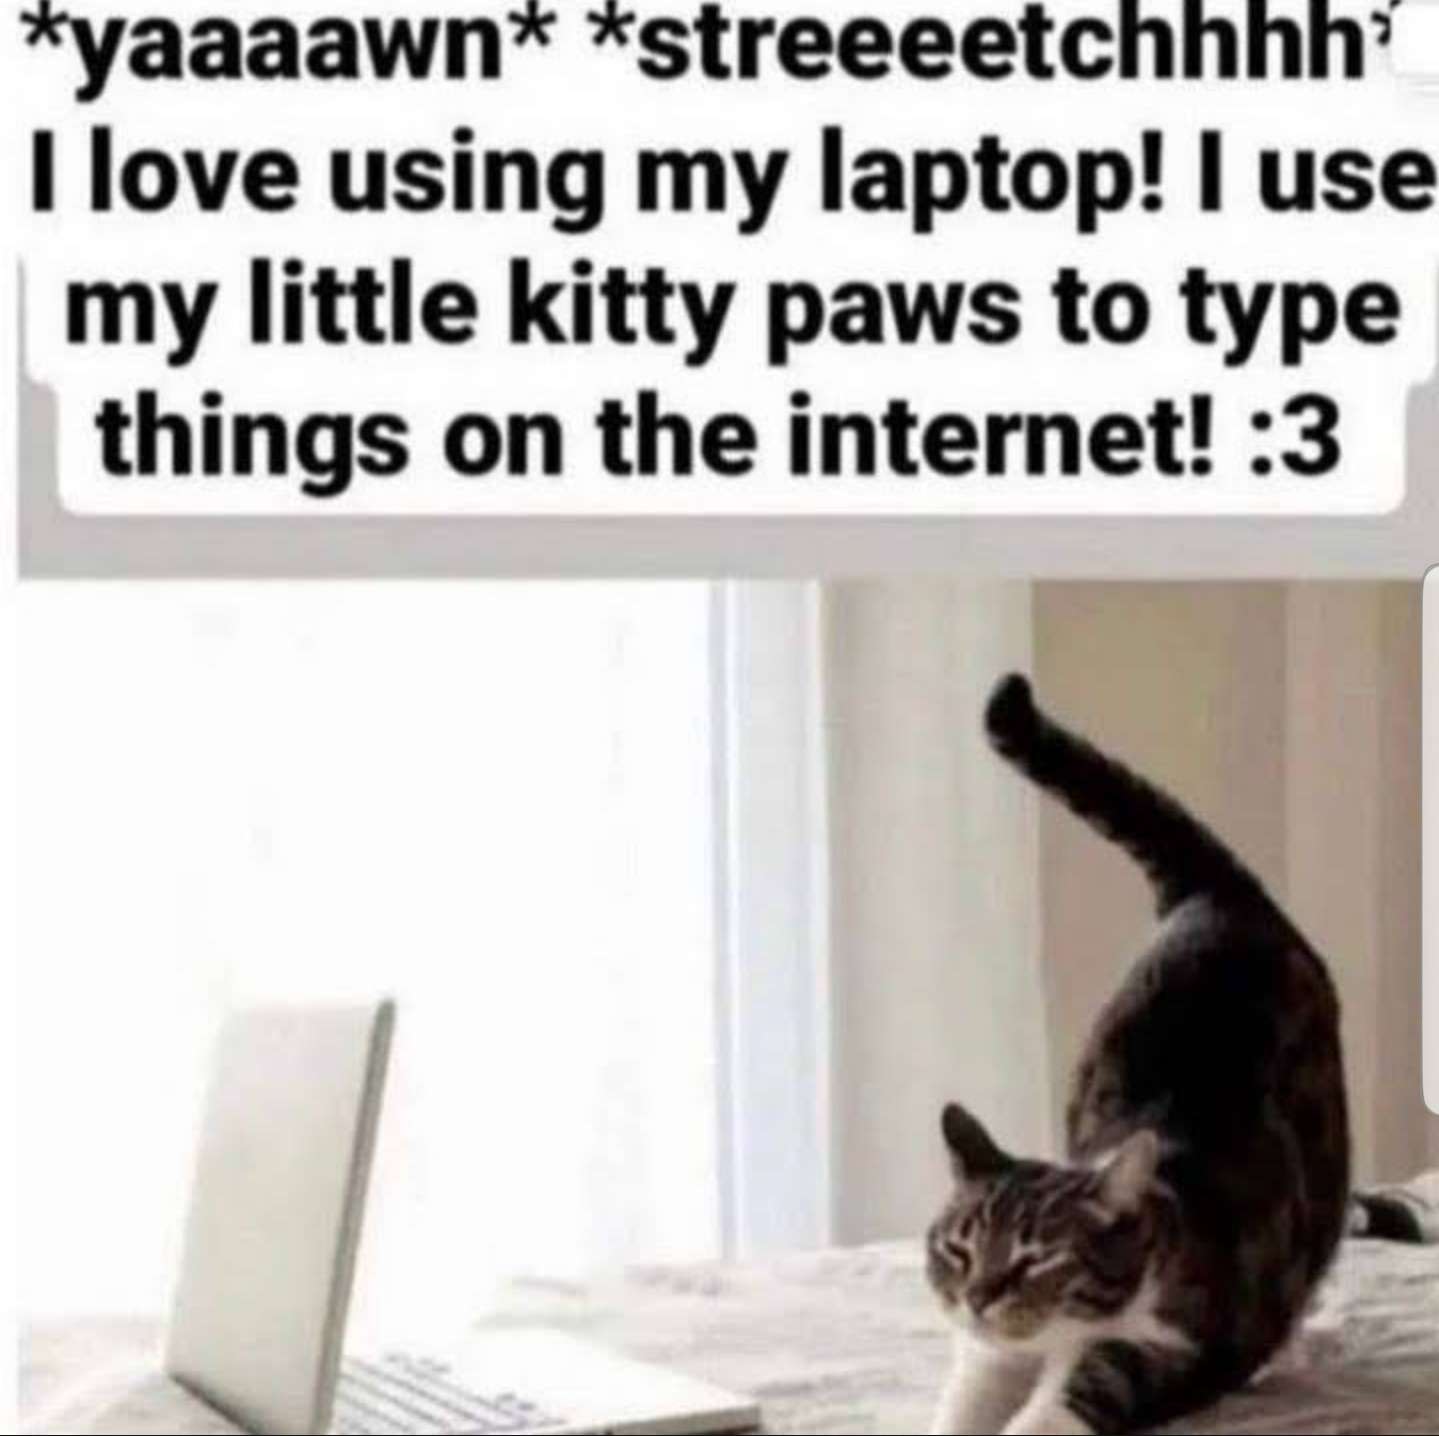 *yaaaawn* *streeeetchhhh*
I love using my laptop! I use
my little kitty paws to type
things on the internet! :3